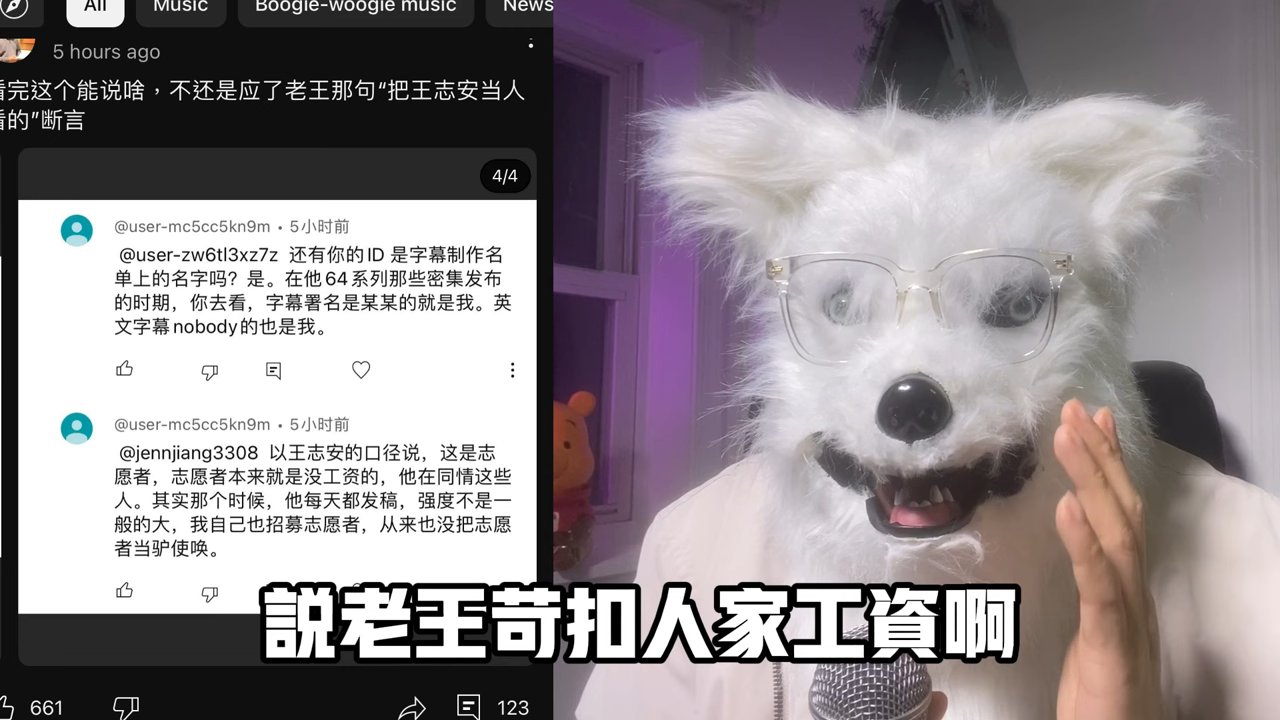 All
Music
Boogie-woogie music
News
5 hours ago
看完这个能说啥，不还是应了老王那句“把王志安当人
看的”断言
4/4
@user-mc5cc5kn9m • 5小时前
@user-zw6tl3xz7z 还有你的ID 是字幕制作名
单上的名字吗？是。在他64系列那些密集发布
的时期，你去看，字幕署名是某某的就是我。英
文字幕nobody的也是我。
@user-mc5cc5kn9m • 5小时前
@jennjiang3308 以王志安的口径说，这是志
愿者，志愿者本来就是没工资的，他在同情这些
人。其实那个时候，他每天都发稿，强度不是一
般的大，我自己也招募志愿者，从来也没把志愿
者当驴使唤。
説老王苛扣人家工資啊
661
123